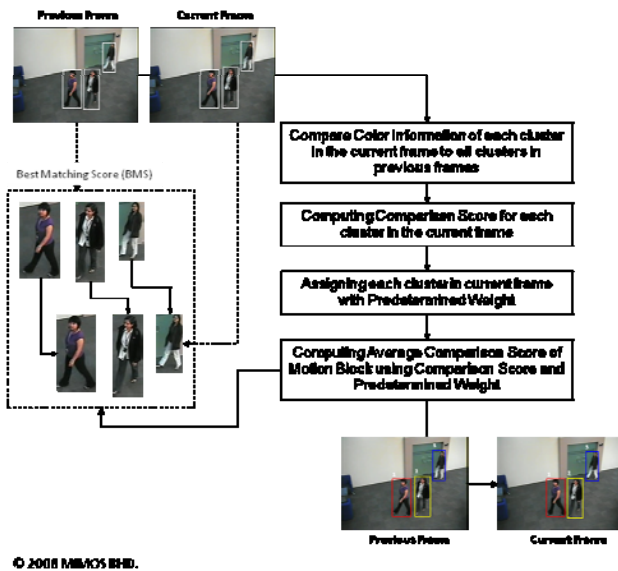 Previous Frame
Current Frame
Compare Color Information of each cluster
in the current frame to all clusters in
previous frames
Best Matching Score (BMS)
Computing Comparison Score for each
cluster in the current frame
Assigning each cluster in current frame
with Predetermined Weight
Computing Average Comparison Score of
Motion Block using Comparison Score and
Predetermined Weight
Previous Frame
Current Frame
© 2008 MIMOS BHD.